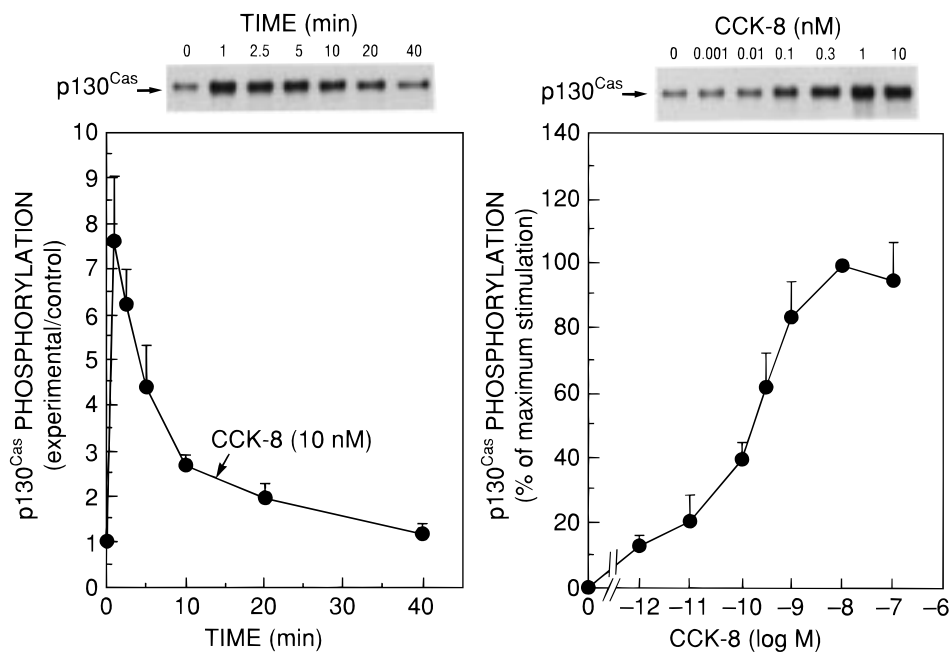 TIME (min)
0 1 2.5 5 10 20 40
p130Cas
10
9
8
7
6
5
4
3
2
1
0
p130Cas PHOSPHORYLATION
(experimental/control)
CCK-8 (10 nM)
0 10 20 30 40
TIME (min)
CCK-8 (nM)
0 0.001 0.01 0.1 0.3 1 10
p130Cas
140
120
100
80
60
40
20
0
p130Cas PHOSPHORYLATION
(% of maximum stimulation)
0 –12 –11 –10 –9 –8 –7 –6
CCK-8 (log M)